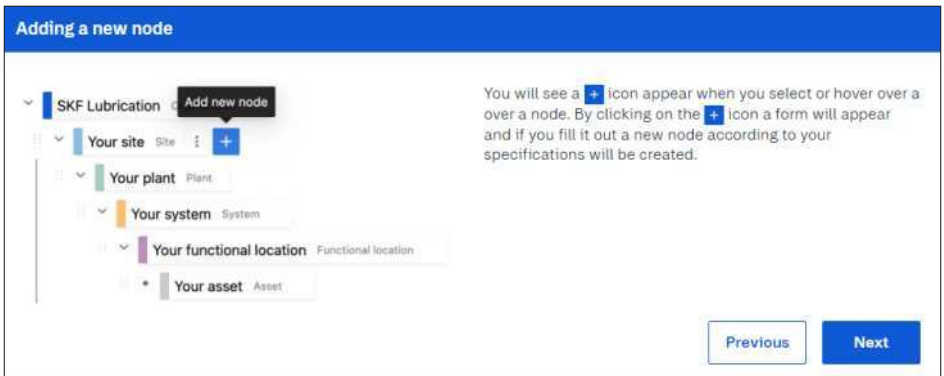 Adding a new node
SKF Lubrication
Add new node
Your site Site
Your plant Plant
Your system System
Your functional location Functional location
Your asset Asset
You will see a + icon appear when you select or hover over a
over a node. By clicking on the + icon a form will appear
and if you fill it out a new node according to your
specifications will be created.
Previous
Next